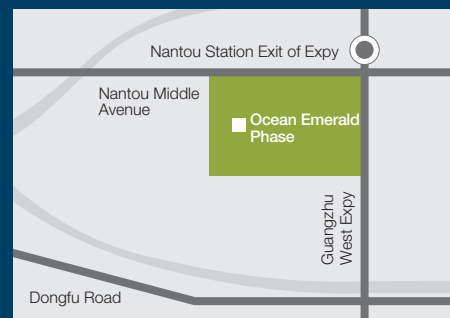 Nantou Station Exit of Expy
Nantou Middle
Avenue
Ocean Emerald
Phase
Guangzhu
West Expy
Dongfu Road